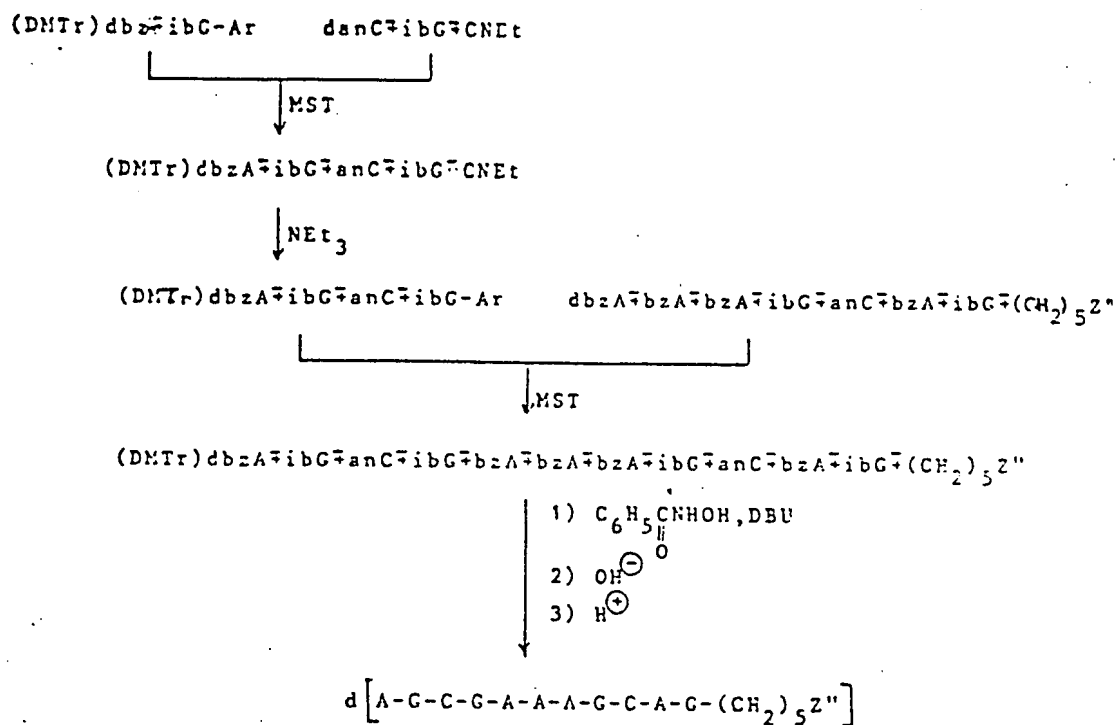 (DMTr)dbz∓ibG-Ar danC∓ibG∓CNEt
MST
(DMTr)dbzA∓ibG∓anC∓ibG∓CNEt
NEt3
(DMTr)dbzA∓ibG∓anC∓ibG-Ar dbzA∓bzA∓bzA∓ibG∓anC∓bzA∓ibG∓(CH2)5Z"
MST
(DMTr)dbzA∓ibG∓anC∓ibG∓bzA∓bzA∓bzA∓ibG∓anC∓bzA∓ibG∓(CH2)5Z"
1) C6H5CNHOH, DBU
O
2) OH⊖
3) H⊕
d[A-G-C-G-A-A-A-G-C-A-G-(CH2)5Z"]